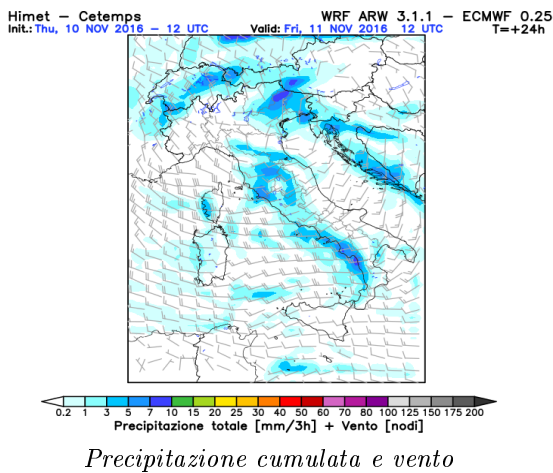 Himet – Cetemps WRF ARW 3.1.1 – ECMWF 0.25
Init.: Thu, 10 NOV 2016 – 12 UTC Valid: Fri, 11 NOV 2016 12 UTC T=+24h
0.2 1 3 5 7 10 15 20 25 30 40 50 60 70 80 100 125 150 175 200
Precipitazione totale [mm/3h] + Vento [nodi]
Precipitazione cumulata e vento